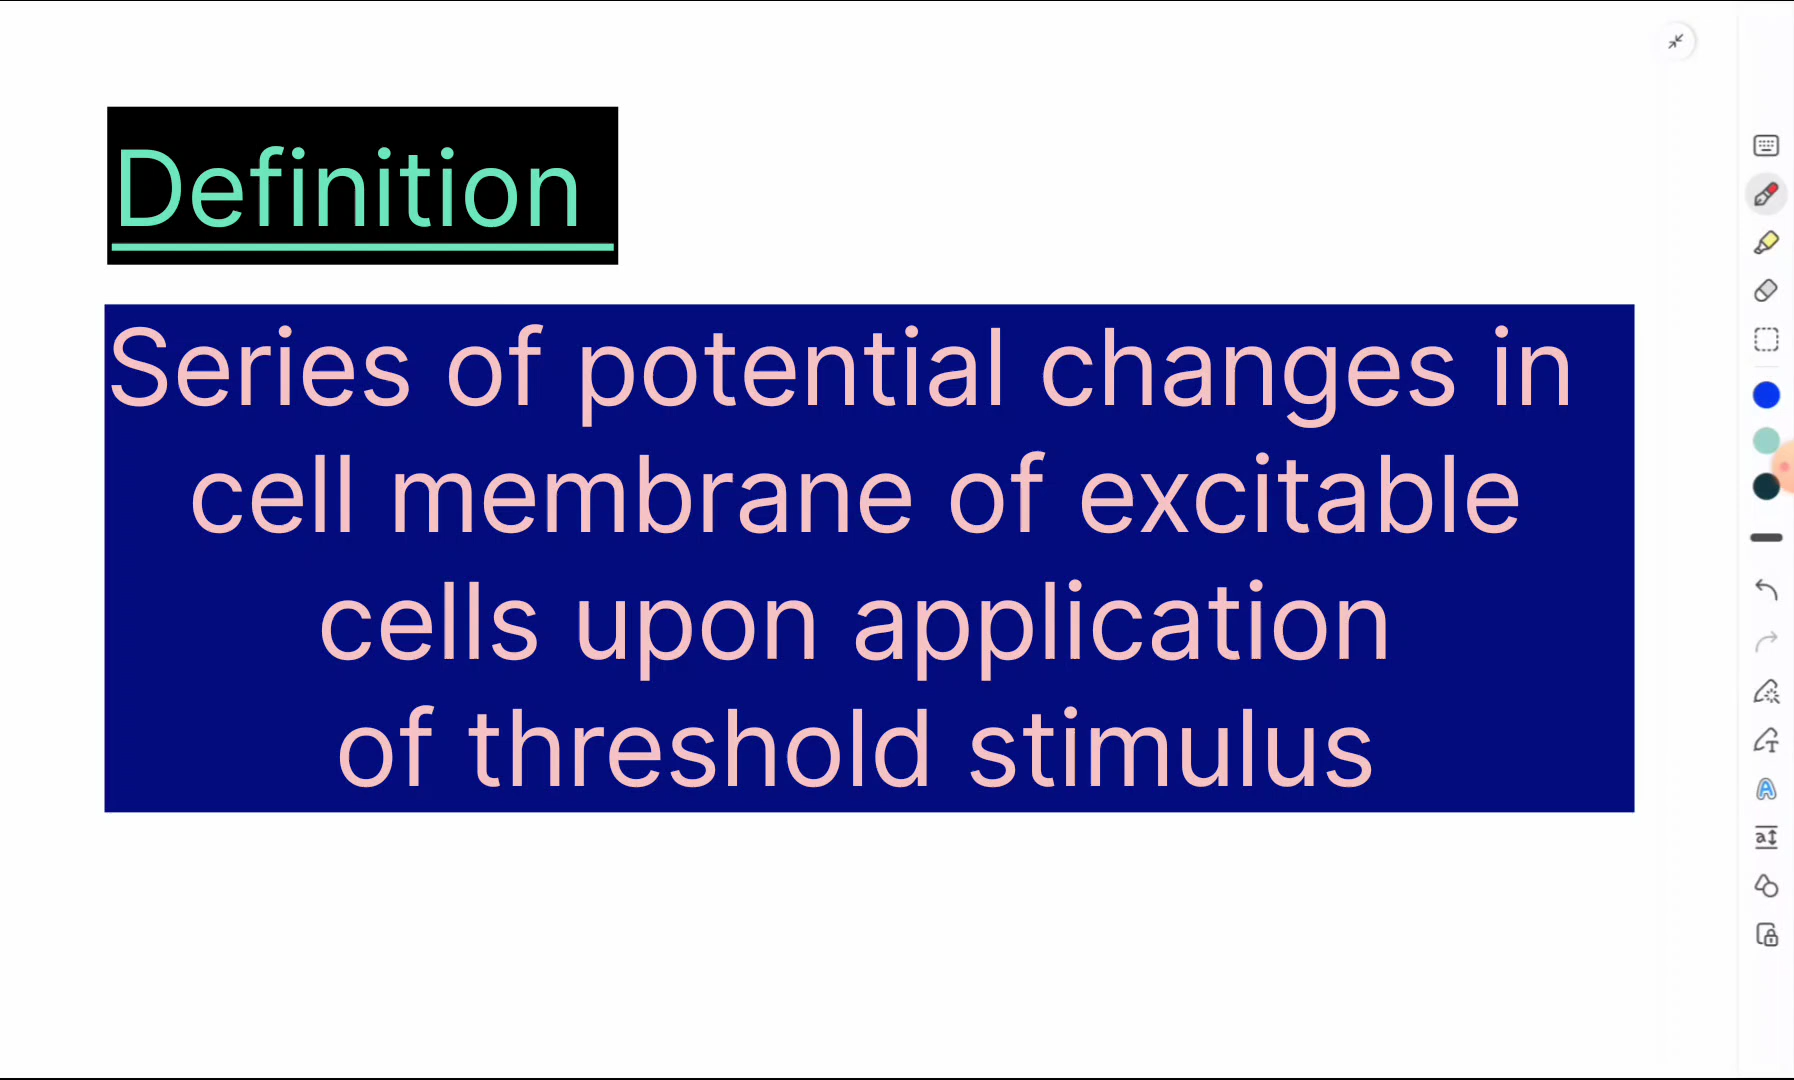 Definition
Series of potential changes in
cell membrane of excitable
cells upon application
of threshold stimulus